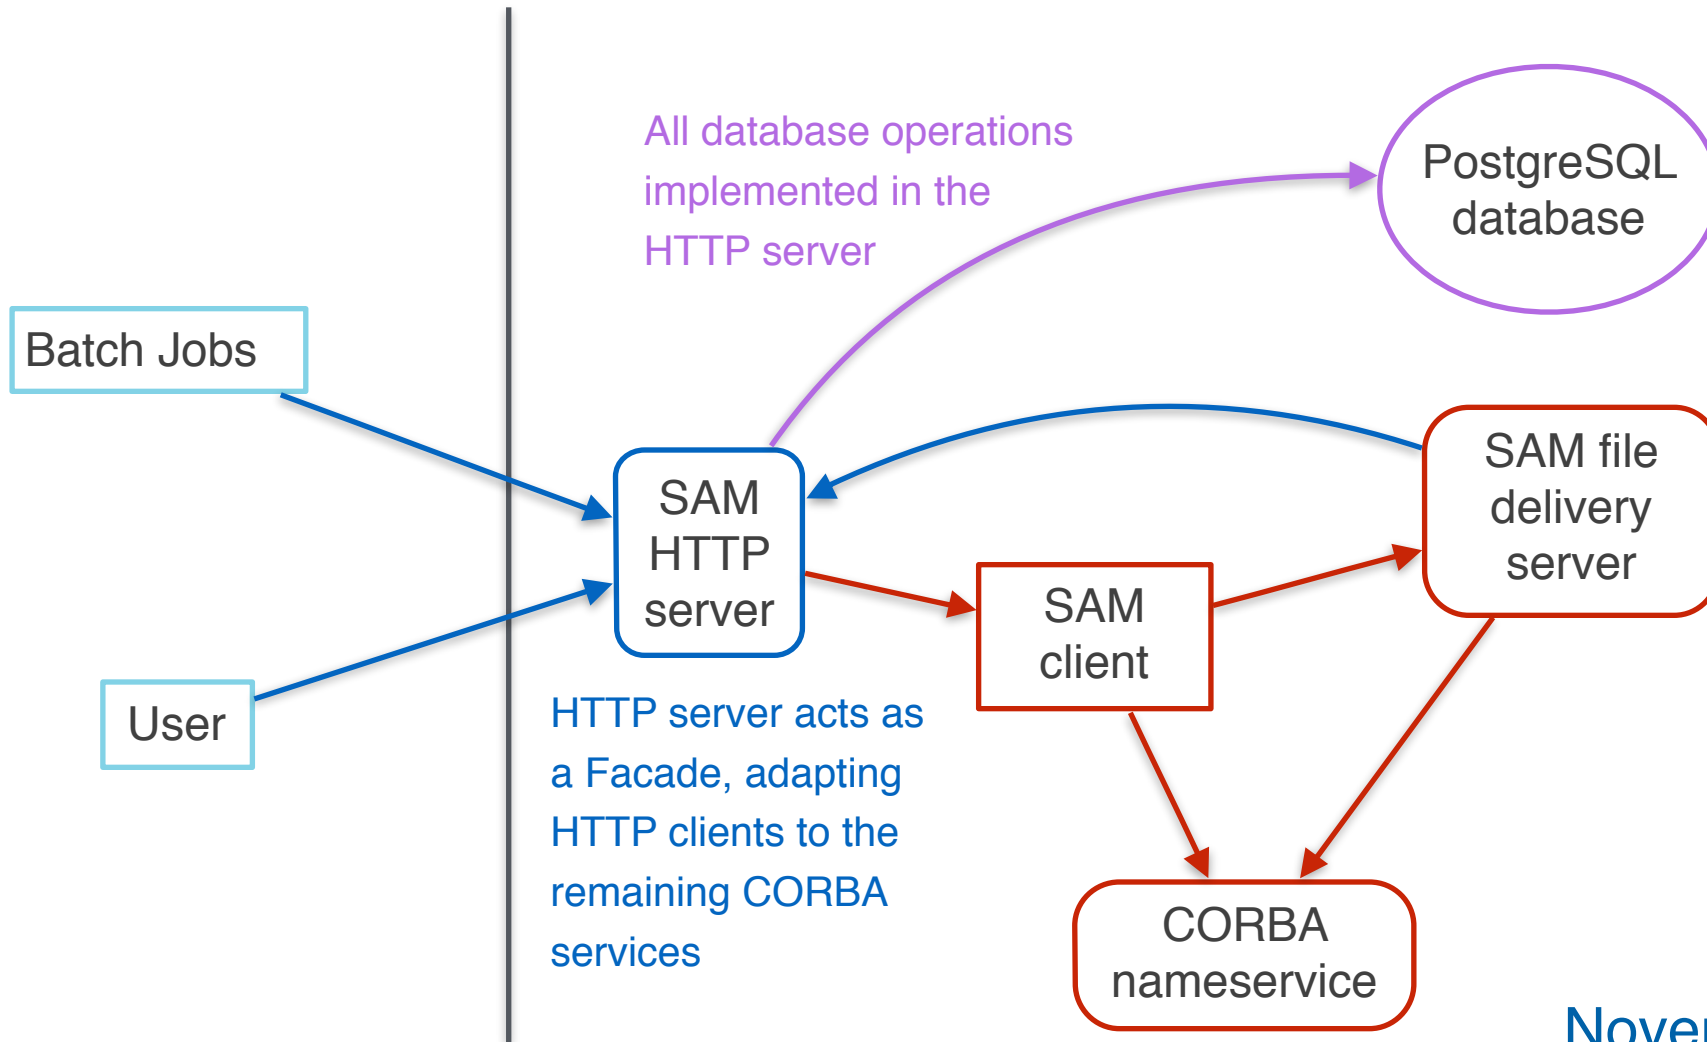 All database operations
implemented in the
HTTP server
PostgreSQL
database
Batch Jobs
SAM
HTTP
server
SAM file
delivery
server
SAM
client
User
HTTP server acts as
a Facade, adapting
HTTP clients to the
remaining CORBA
services
CORBA
nameservice